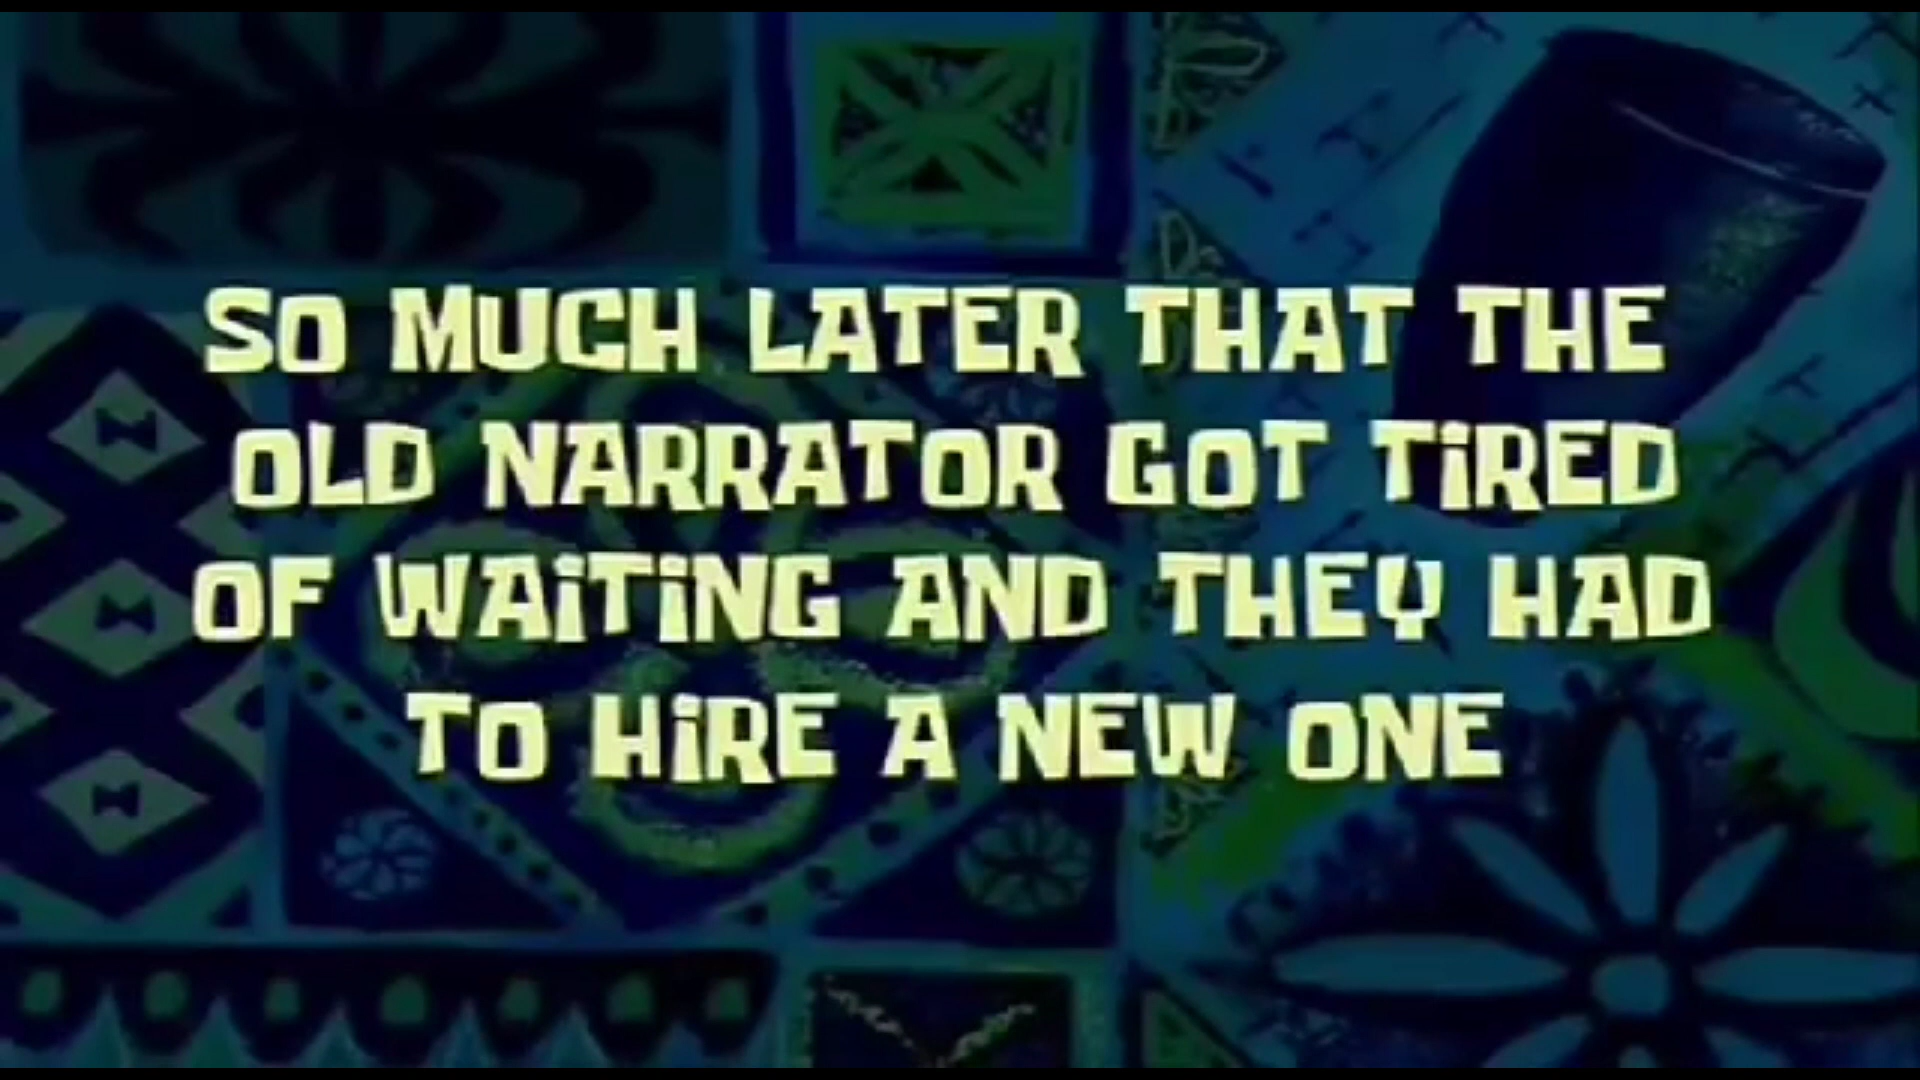 SO MUCH LATER THAT THE
OLD NARRATOR GOT TIRED
OF WAITING AND THEY HAD
TO HIRE A NEW ONE